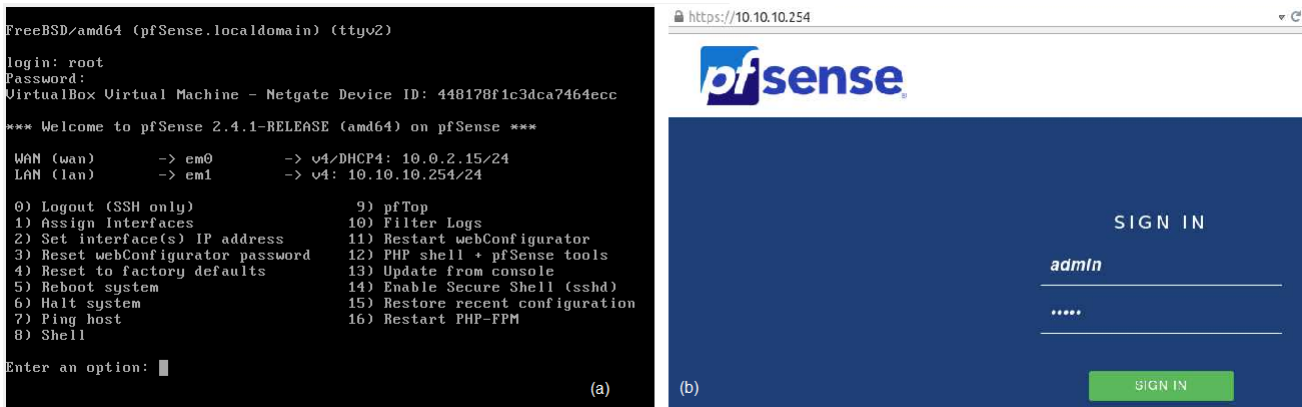 FreeBSD/amd64 (pfSense.localdomain) (ttyv2)
login: root
Password:
VirtualBox Virtual Machine - Netgate Device ID: 448178f1c3dca7464ecc
*** Welcome to pfSense 2.4.1-RELEASE (amd64) on pfSense ***
WAN (wan) -> em0 -> v4/DHCP4: 10.0.2.15/24
LAN (lan) -> em1 -> v4: 10.10.10.254/24
0) Logout (SSH only) 9) pfTop
1) Assign Interfaces 10) Filter Logs
2) Set interface(s) IP address 11) Restart webConfigurator
3) Reset webConfigurator password 12) PHP shell + pfSense tools
4) Reset to factory defaults 13) Update from console
5) Reboot system 14) Enable Secure Shell (sshd)
6) Halt system 15) Restore recent configuration
7) Ping host 16) Restart PHP-FPM
8) Shell
Enter an option:
(a)
https://10.10.10.254
pfsense
SIGN IN
admin
•••••
SIGN IN
(b)